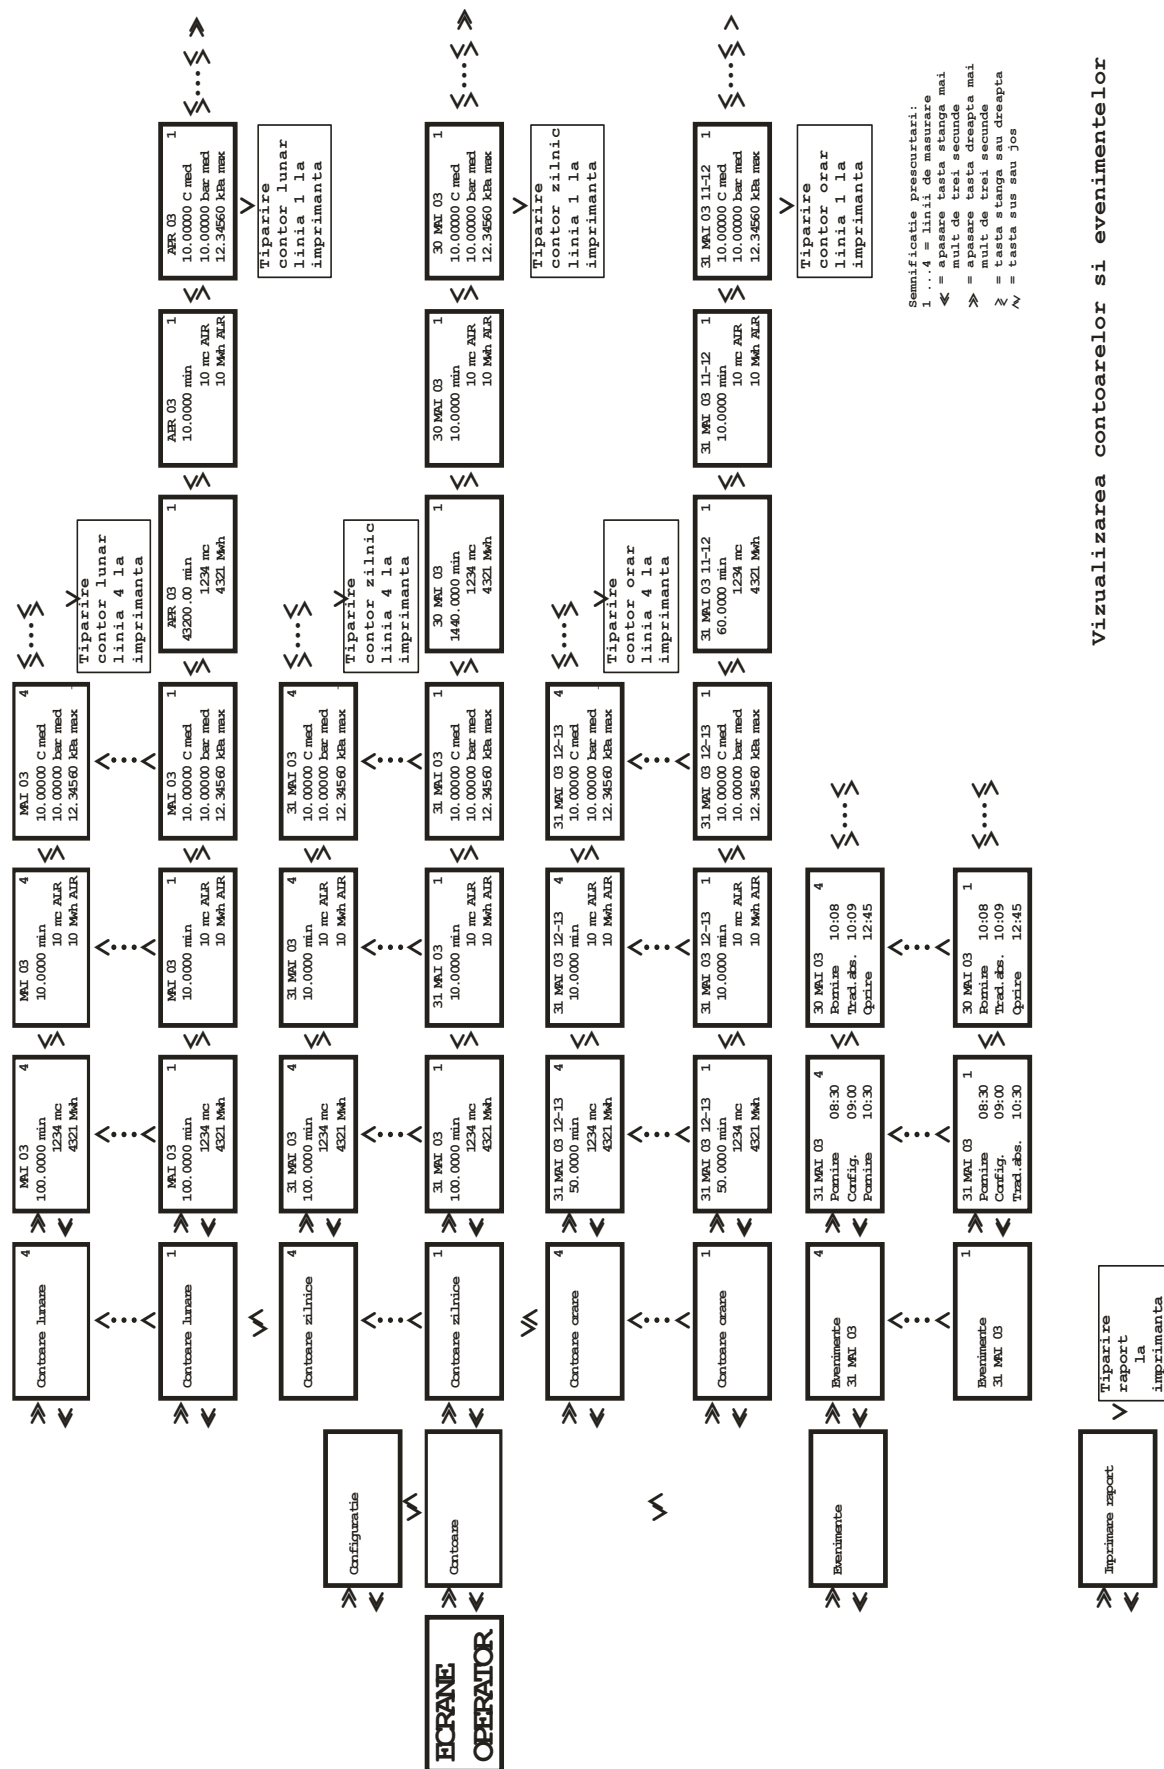 Contoare lunare 4
MAI 03 4
100.0000 min
1234 mc
4321 Mwh
MAI 03 4
10.0000 min
10 mc ALR
10 Mwh ALR
MAI 03 4
10.00000 C med
10.00000 bar med
12.34560 kPa max
Tiparire
contor lunar
linia 4 la
imprimanta
Contoare lunare 1
MAI 03 1
100.0000 min
1234 mc
4321 Mwh
MAI 03 1
10.0000 min
10 mc ALR
10 Mwh ALR
MAI 03 1
10.00000 C med
10.00000 bar med
12.34560 kPa max
APR 03 1
43200.00 min
1234 mc
4321 Mwh
APR 03 1
10.0000 min
10 mc ALR
10 Mwh ALR
APR 03 1
10.00000 C med
10.00000 bar med
12.34560 kPa max
Tiparire
contor lunar
linia 1 la
imprimanta
Contoare zilnice 4
31 MAI 03 4
100.0000 min
1234 mc
4321 Mwh
31 MAI 03 4
10.0000 min
10 mc ALR
10 Mwh ALR
31 MAI 03 4
10.00000 C med
10.00000 bar med
12.34560 kPa max
Tiparire
contor zilnic
linia 4 la
imprimanta
Configuratie
ECRANE
OPERATOR
Contoare
Contoare zilnice 1
31 MAI 03 1
100.0000 min
1234 mc
4321 Mwh
31 MAI 03 1
10.0000 min
10 mc ALR
10 Mwh ALR
31 MAI 03 1
10.00000 C med
10.00000 bar med
12.34560 kPa max
30 MAI 03 1
1440.000 min
1234 mc
4321 Mwh
30 MAI 03 1
10.0000 min
10 mc ALR
10 Mwh ALR
30 MAI 03 1
10.00000 C med
10.00000 bar med
12.34560 kPa max
Tiparire
contor zilnic
linia 1 la
imprimanta
Contoare orare 4
31 MAI 03 12-13 4
50.0000 min
1234 mc
4321 Mwh
31 MAI 03 12-13 4
10.0000 min
10 mc ALR
10 Mwh ALR
31 MAI 03 12-13 4
10.00000 C med
10.00000 bar med
12.34560 kPa max
Tiparire
contor orar
linia 4 la
imprimanta
Contoare orare 1
31 MAI 03 12-13 1
50.0000 min
1234 mc
4321 Mwh
31 MAI 03 12-13 1
10.0000 min
10 mc ALR
10 Mwh ALR
31 MAI 03 12-13 1
10.00000 C med
10.00000 bar med
12.34560 kPa max
31 MAI 03 11-12 1
60.0000 min
1234 mc
4321 Mwh
31 MAI 03 11-12 1
10.0000 min
10 mc ALR
10 Mwh ALR
31 MAI 03 11-12 1
10.00000 C med
10.00000 bar med
12.34560 kPa max
Tiparire
contor orar
linia 1 la
imprimanta
Evenimente
Evenimente 4
31 MAI 03
31 MAI 03 4
Pornire 08:30
Config. 09:00
Pornire 10:30
30 MAI 03 4
Pornire 10:08
Trad.abs. 10:09
Oprire 12:45
Evenimente 1
31 MAI 03
31 MAI 03 1
Pornire 08:30
Config. 09:00
Trad.abs. 10:30
30 MAI 03 1
Pornire 10:08
Trad.abs. 10:09
Oprire 12:45
Semnificatie prescurtari:
1 ...4 = linii de masurare
≪ = apasare tasta stanga mai
mult de trei secunde
≫ = apasare tasta dreapta mai
mult de trei secunde
≷ = tasta stanga sau dreapta
∧∨ = tasta sus sau jos
Imprimare raport
Tiparire
raport
la
imprimanta
Vizualizarea contoarelor si evenimentelor